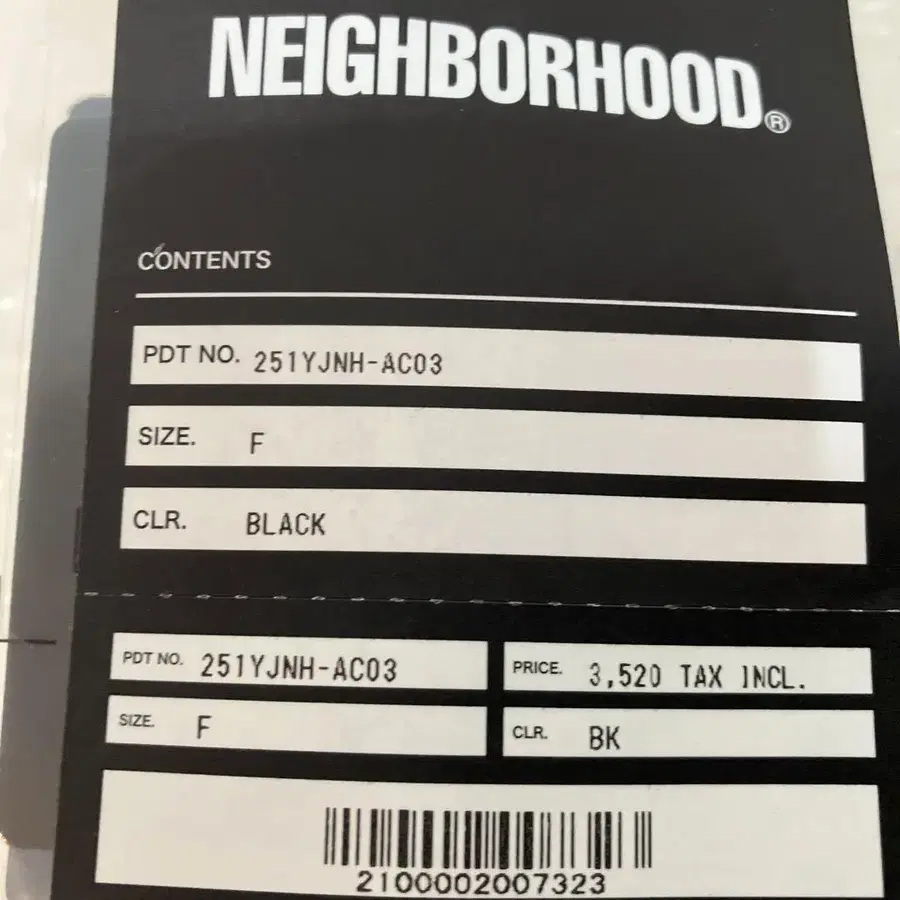 NEIGHBORHOOD®
CONTENTS
PDT NO. 251YJNH-AC03
SIZE. F
CLR. BLACK
PDT NO. 251YJNH-AC03
PRICE. 3,520 TAX INCL.
SIZE. F
CLR. BK
2100002007323